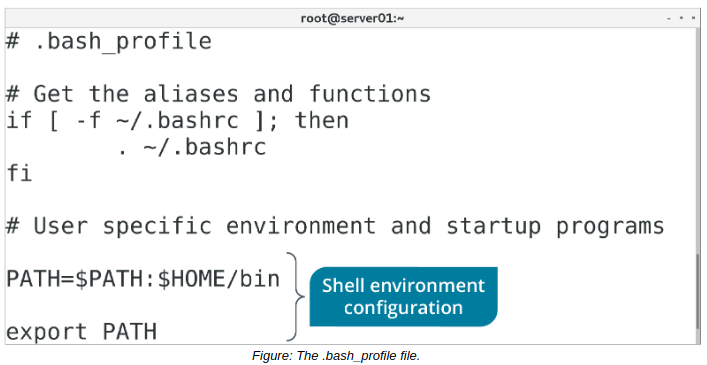 root@server01:~
# .bash_profile
# Get the aliases and functions
if [ -f ~/.bashrc ]; then
        . ~/.bashrc
fi
# User specific environment and startup programs
PATH=$PATH:$HOME/bin
Shell environment
configuration
export PATH
Figure: The .bash_profile file.